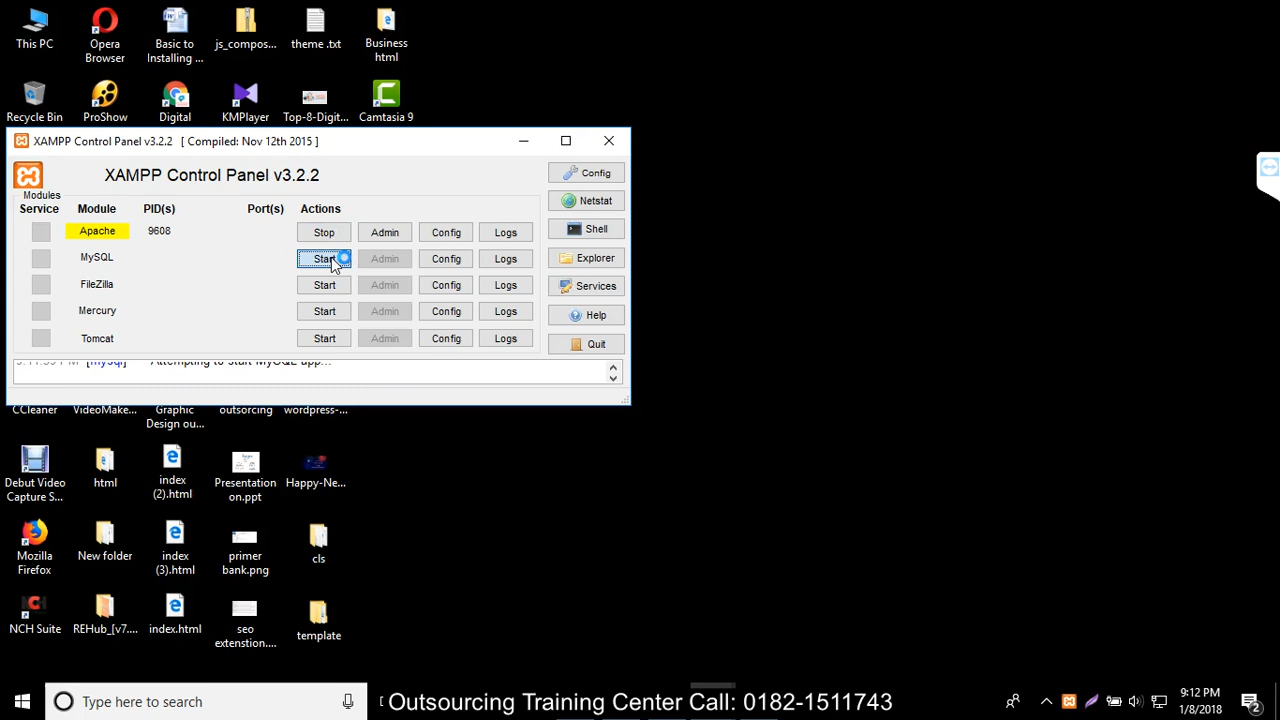 This PC
Opera
Browser
Basic to
Installing ...
js_compos...
theme .txt
Business
html
Recycle Bin
ProShow
Digital
KMPlayer
Top-8-Digit...
Camtasia 9
XAMPP Control Panel v3.2.2 [ Compiled: Nov 12th 2015 ]
XAMPP Control Panel v3.2.2
Config
Modules
Service Module PID(s) Port(s) Actions
Netstat
Apache 9608 Stop Admin Config Logs
Shell
MySQL Start Admin Config Logs
Explorer
FileZilla Start Admin Config Logs
Services
Mercury Start Admin Config Logs
Help
Tomcat Start Admin Config Logs
Quit
[mysql] Attempting to start MySQL app...
CCleaner
VideoMake...
Graphic
Design ou...
outsorcing
wordpress-...
Debut Video
Capture S...
html
index
(2).html
Presentation
on.ppt
Happy-Ne...
Mozilla
Firefox
New folder
index
(3).html
primer
bank.png
cls
NCH
NCH Suite
REHub_[v7....
index.html
seo
extenstion....
template
Type here to search
[ Outsourcing Training Center Call: 0182-1511743
9:12 PM
1/8/2018
2